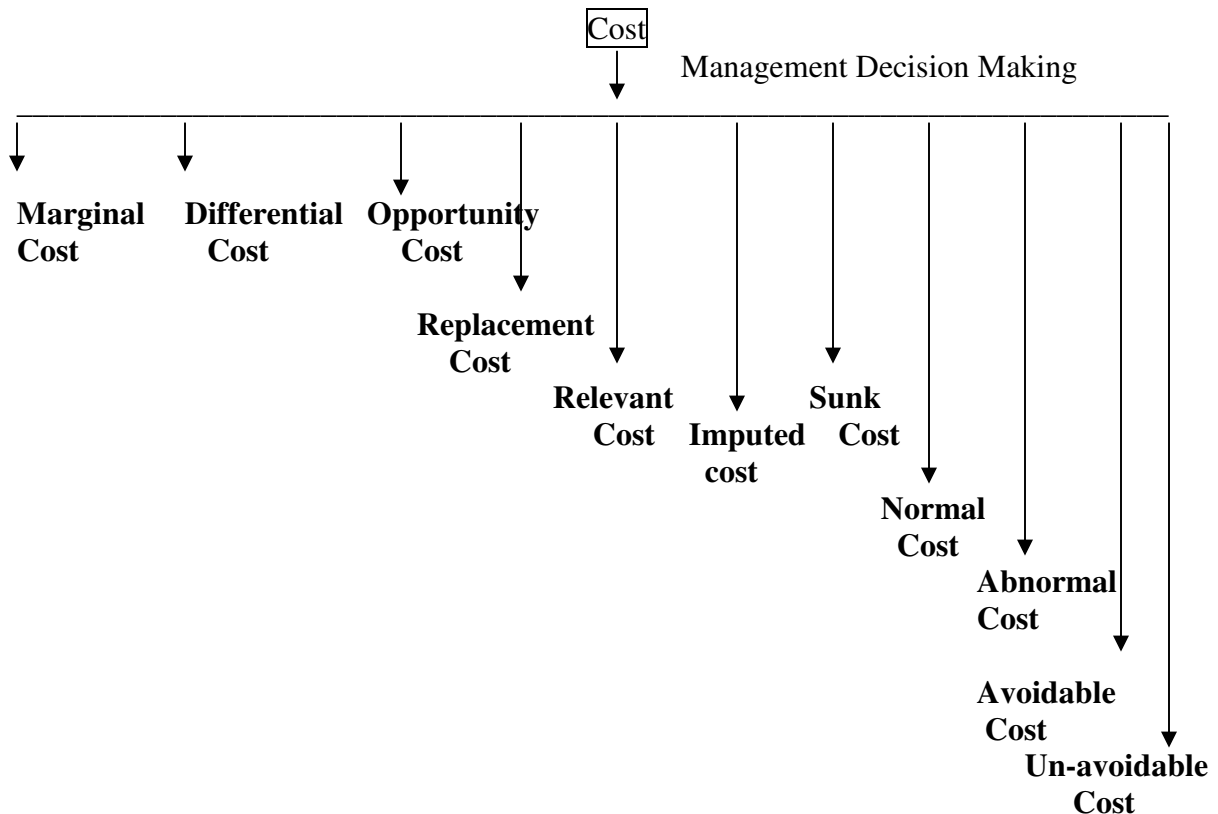 Cost
Management Decision Making
Marginal Differential Opportunity
Cost Cost Cost
Replacement
Cost
Relevant Sunk
Cost Imputed Cost
cost
Normal
Cost
Abnormal
Cost
Avoidable
Cost
Un-avoidable
Cost